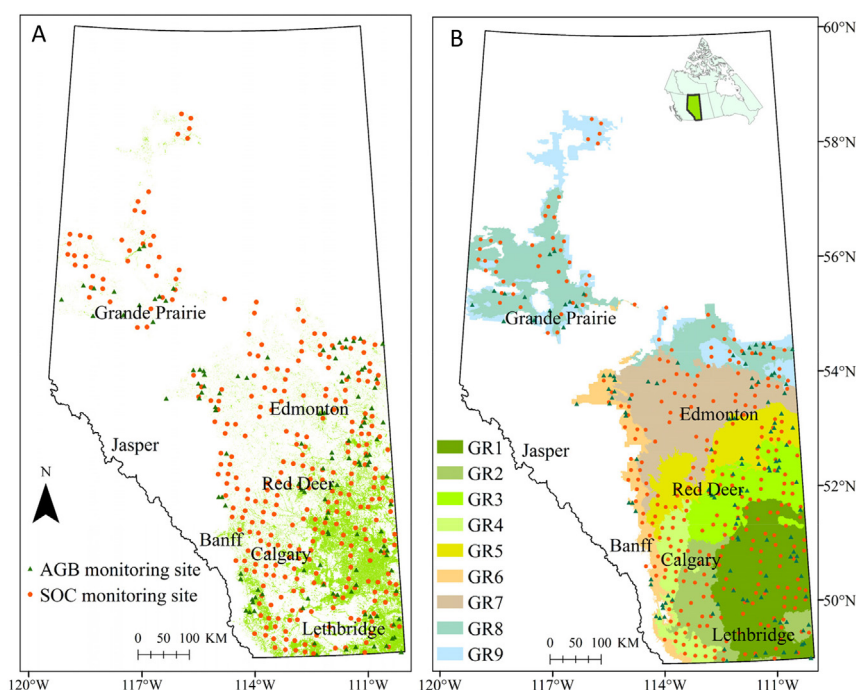 A
Grande Prairie
Edmonton
Jasper
N
Red Deer
Banff
Calgary
AGB monitoring site
SOC monitoring site
Lethbridge
0 50 100 KM
120°W 117°W 114°W 111°W
B
60°N
58°N
56°N
Grande Prairie
54°N
Edmonton
GR1
Jasper
GR2
GR3
Red Deer
52°N
GR4
GR5
Banff
Calgary
GR6
GR7
50°N
GR8
Lethbridge
GR9
0 50 100 KM
120°W 117°W 114°W 111°W